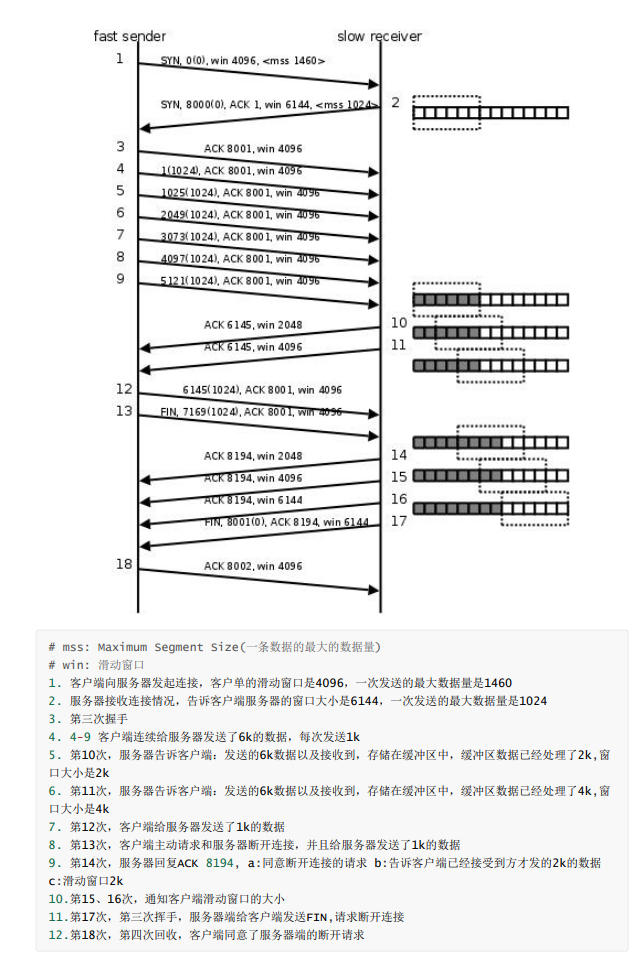 fast sender
slow receiver
1
SYN, 0(0), win 4096, <mss 1460>
SYN, 8000(0), ACK 1, win 6144, <mss 1024>
2
3
ACK 8001, win 4096
4
1(1024), ACK 8001, win 4096
5
1025(1024), ACK 8001, win 4096
6
2049(1024), ACK 8001, win 4096
7
3073(1024), ACK 8001, win 4096
8
4097(1024), ACK 8001, win 4096
9
5121(1024), ACK 8001, win 4096
ACK 6145, win 2048
10
ACK 6145, win 4096
11
12
6145(1024), ACK 8001, win 4096
13
FIN, 7169(1024), ACK 8001, win 4096
ACK 8194, win 2048
14
ACK 8194, win 4096
15
ACK 8194, win 6144
16
FIN, 8001(0), ACK 8194, win 6144
17
18
ACK 8002, win 4096
# mss: Maximum Segment Size(一条数据的最大的数据量)
# win: 滑动窗口
1. 客户端向服务器发起连接，客户单的滑动窗口是4096，一次发送的最大数据量是1460
2. 服务器接收连接情况，告诉客户端服务器的窗口大小是6144，一次发送的最大数据量是1024
3. 第三次握手
4. 4-9 客户端连续给服务器发送了6k的数据，每次发送1k
5. 第10次，服务器告诉客户端：发送的6k数据以及接收到，存储在缓冲区中，缓冲区数据已经处理了2k,窗
口大小是2k
6. 第11次，服务器告诉客户端：发送的6k数据以及接收到，存储在缓冲区中，缓冲区数据已经处理了4k,窗
口大小是4k
7. 第12次，客户端给服务器发送了1k的数据
8. 第13次，客户端主动请求和服务器断开连接，并且给服务器发送了1k的数据
9. 第14次，服务器回复ACK 8194, a:同意断开连接的请求 b:告诉客户端已经接受到方才发的2k的数据
c:滑动窗口2k
10.第15、16次，通知客户端滑动窗口的大小
11.第17次，第三次挥手，服务器端给客户端发送FIN,请求断开连接
12.第18次，第四次回收，客户端同意了服务器端的断开请求